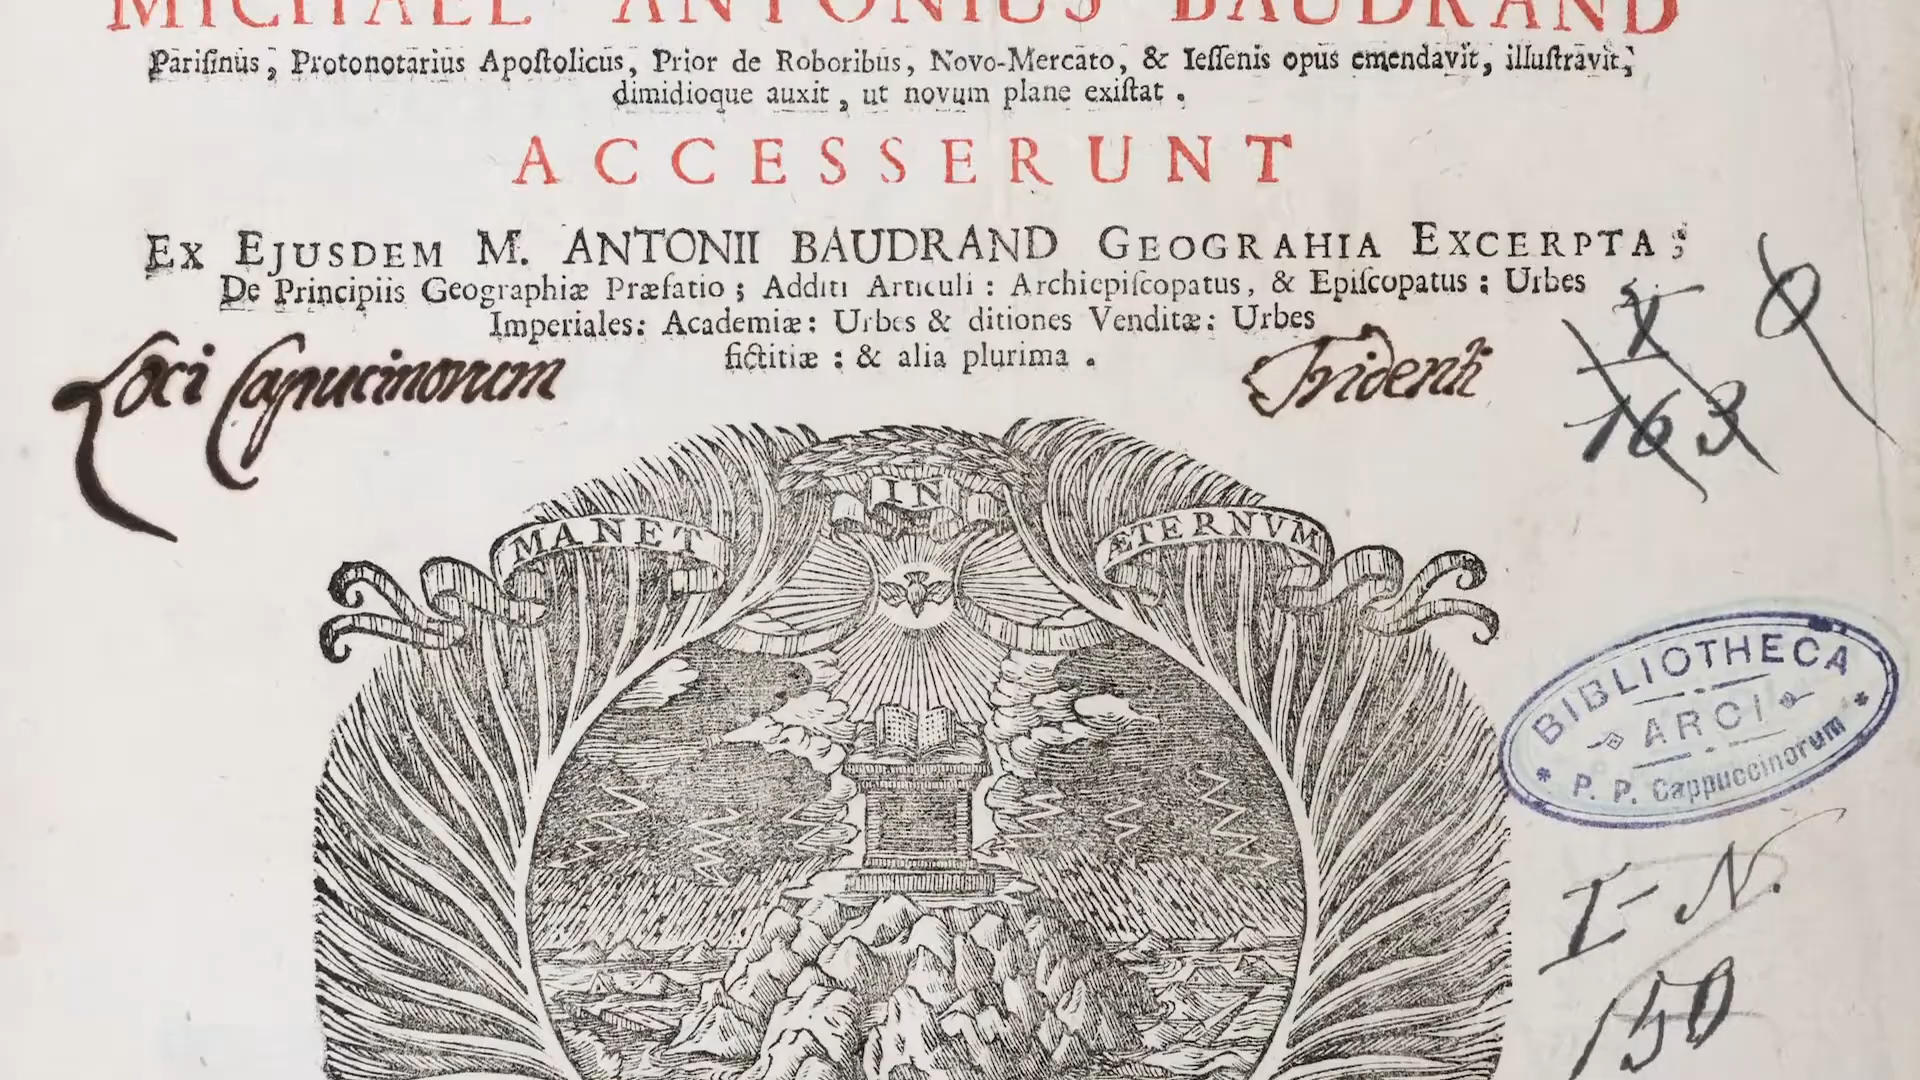 MICHAEL ANTONIUS BAUDRAND
Parisinus, Protonotarius Apostolicus, Prior de Roboribus, Novo-Mercato, & Iessenis opus emendavit, illustravit,
dimidioque auxit, ut novum plane existat.
ACCESSERUNT
EX EJUSDEM M. ANTONII BAUDRAND GEOGRAHIA EXCERPTA;
De Principiis Geographiæ Præfatio; Additi Articuli: Archiepiscopatus, & Episcopatus: Urbes
Imperiales: Academiæ: Urbes & ditiones Venditæ: Urbes
fictitiæ: & alia plurima.
Loci Capucinorum Tridenti
163
MANET IN ÆTERNVM
BIBLIOTHECA
ARCI
P. P. Cappuccinorum
I-N.
150